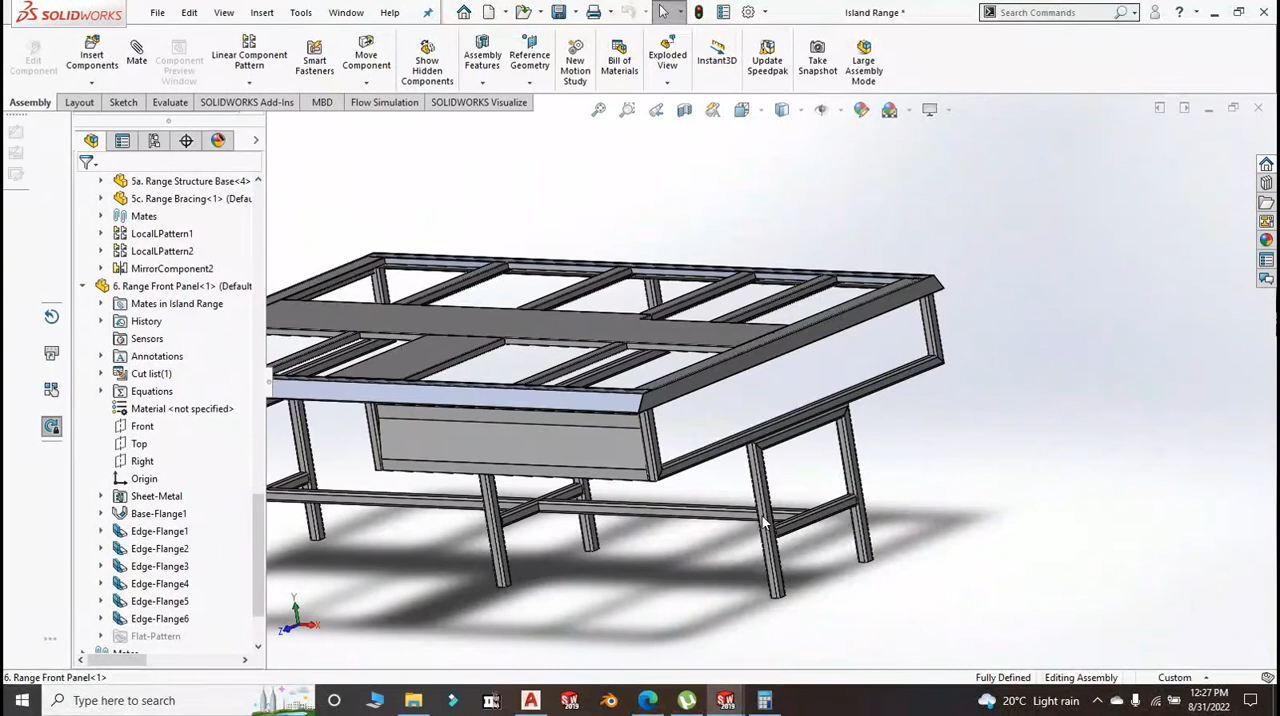 SOLIDWORKS File Edit View Insert Tools Window Help Island Range * Search Commands ?
Edit Component
Insert Components
Mate
Component Preview Window
Linear Component Pattern
Smart Fasteners
Move Component
Show Hidden Components
Assembly Features
Reference Geometry
New Motion Study
Bill of Materials
Exploded View
Instant3D
Update Speedpak
Take Snapshot
Large Assembly Mode
Assembly Layout Sketch Evaluate SOLIDWORKS Add-Ins MBD Flow Simulation SOLIDWORKS Visualize
5a. Range Structure Base<4>
5c. Range Bracing<1> (Defau
Mates
LocalLPattern1
LocalLPattern2
MirrorComponent2
6. Range Front Panel<1> (Default
Mates in Island Range
History
Sensors
Annotations
Cut list(1)
Equations
Material <not specified>
Front
Top
Right
Origin
Sheet-Metal
Base-Flange1
Edge-Flange1
Edge-Flange2
Edge-Flange3
Edge-Flange4
Edge-Flange5
Edge-Flange6
Flat-Pattern
Y
Z X
6. Range Front Panel<1> Fully Defined Editing Assembly Custom
Type here to search
20°C Light rain
12:27 PM
8/31/2022